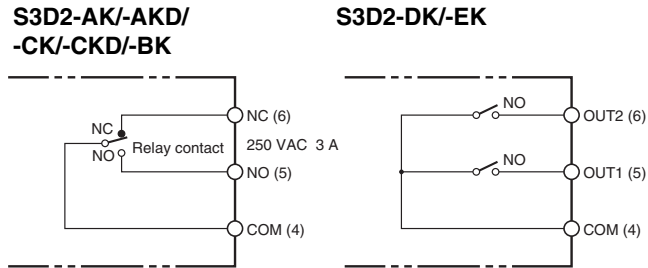 S3D2-AK/-AKD/
-CK/-CKD/-BK
NC (6)
NC
Relay contact
250 VAC 3 A
NO
NO (5)
COM (4)
S3D2-DK/-EK
NO
OUT2 (6)
NO
OUT1 (5)
COM (4)